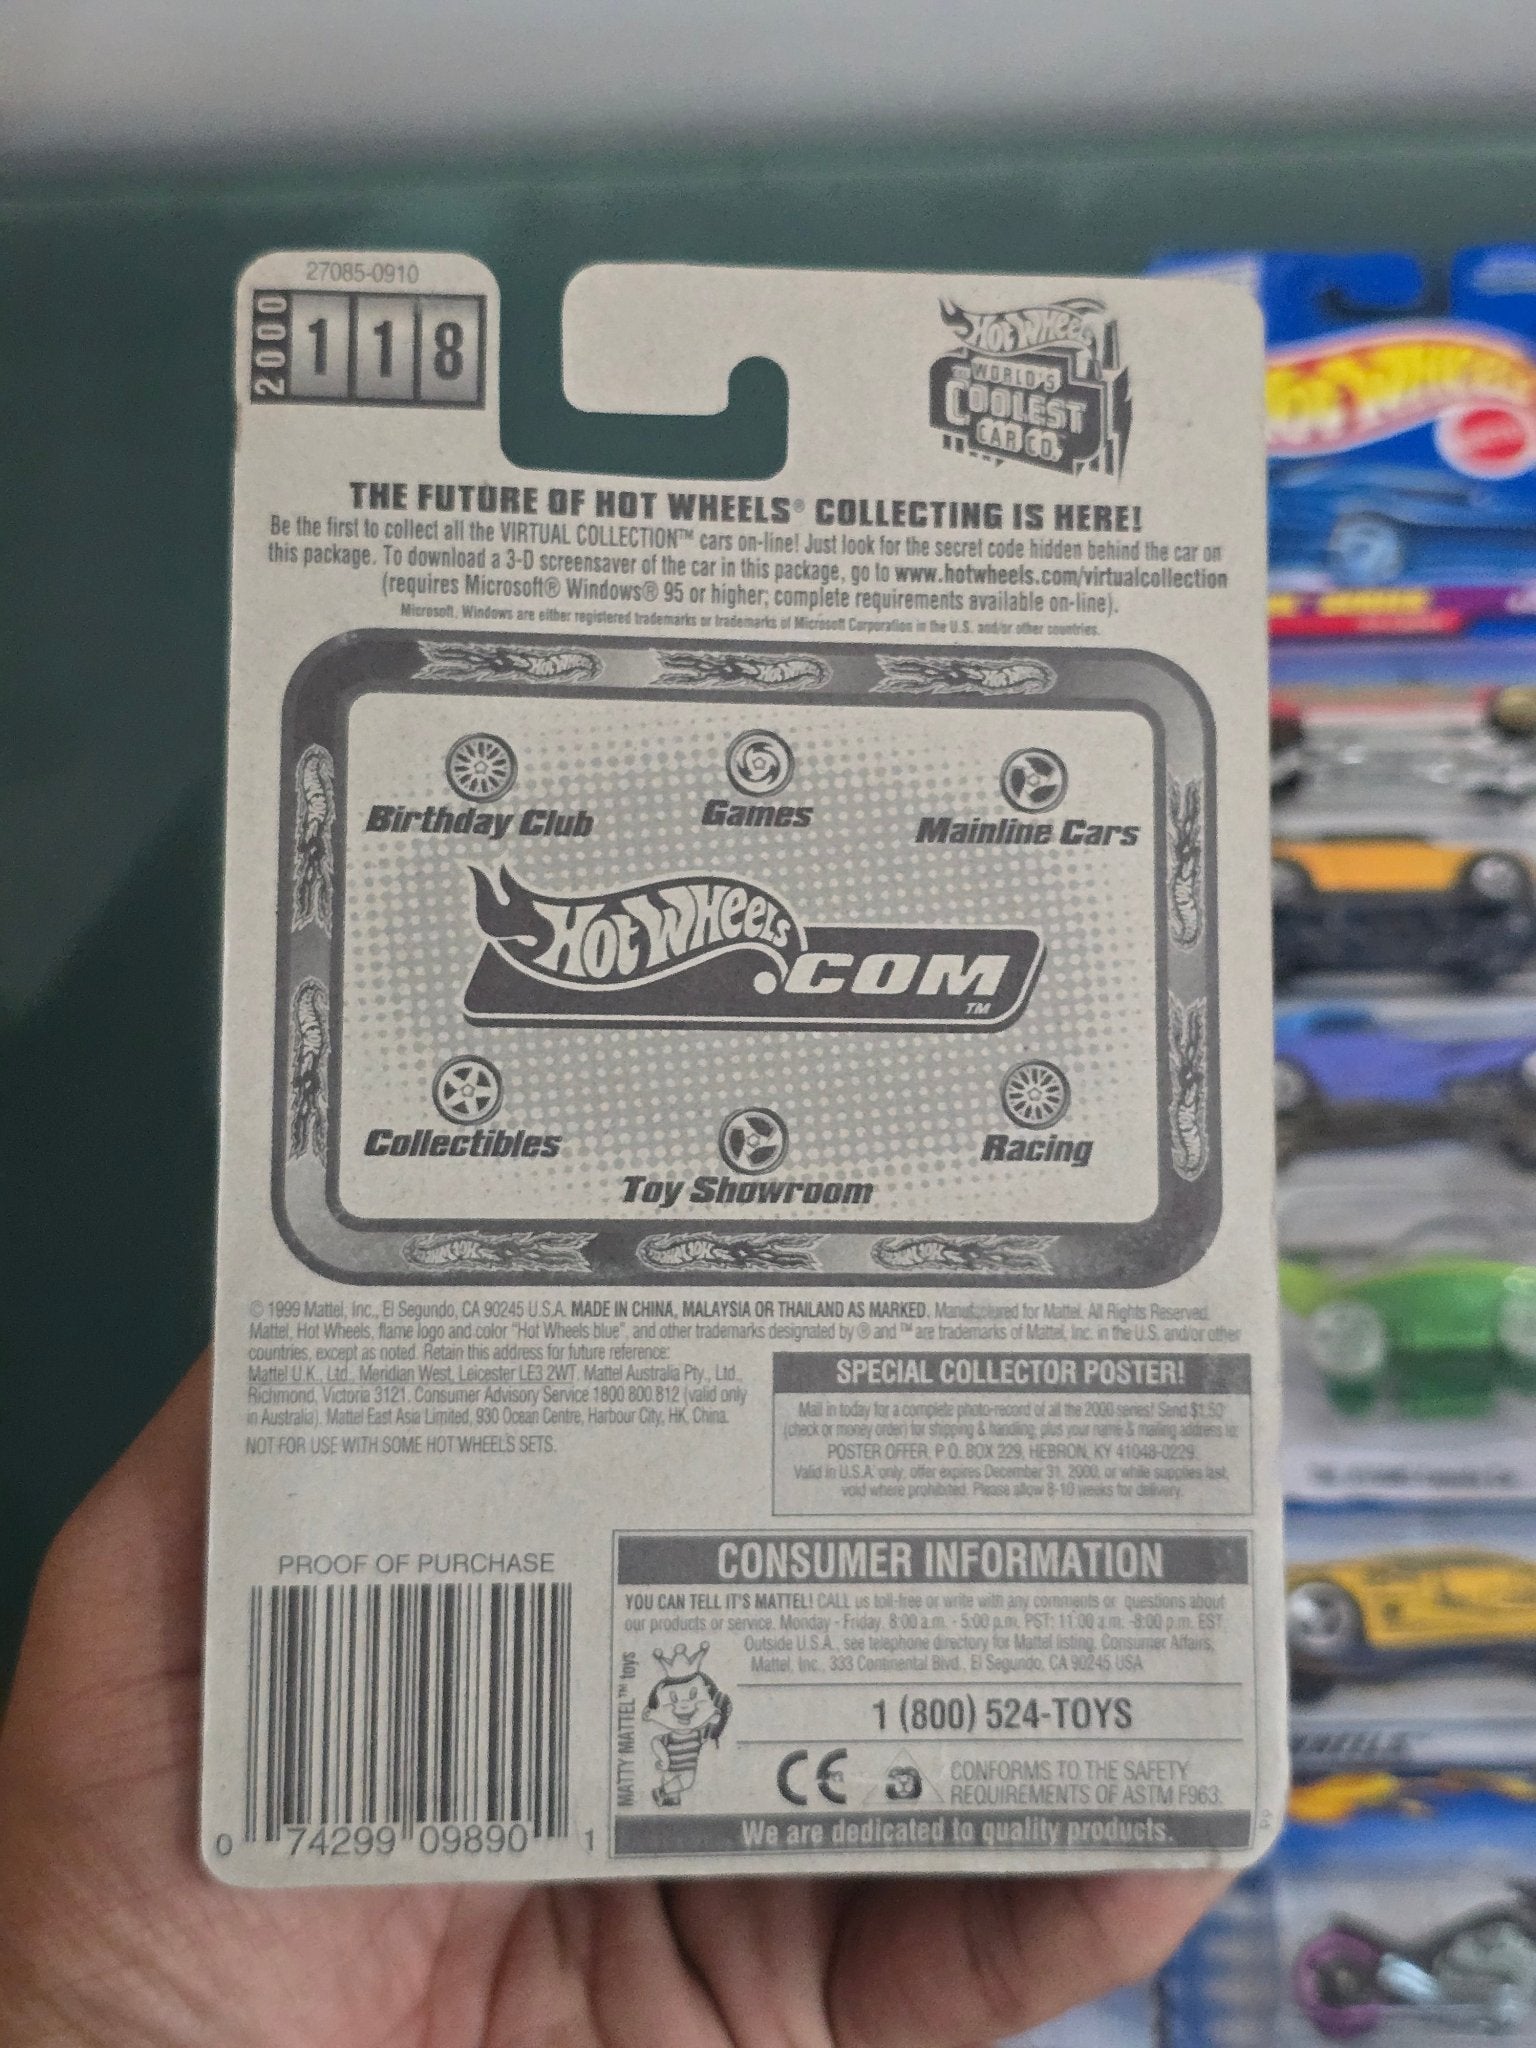 27085-0910
2000 118
HOT WHEELS
WORLD'S
COOLEST
CAR CO.
THE FUTURE OF HOT WHEELS® COLLECTING IS HERE!
Be the first to collect all the VIRTUAL COLLECTION™ cars on-line! Just look for the secret code hidden behind the car on
this package. To download a 3-D screensaver of the car in this package, go to www.hotwheels.com/virtualcollection
(requires Microsoft® Windows® 95 or higher; complete requirements available on-line).
Microsoft, Windows are either registered trademarks or trademarks of Microsoft Corporation in the U.S. and/or other countries.
HOT WHEELS HOT WHEELS HOT WHEELS
Birthday Club
Games
Mainline Cars
HOT WHEELS .COM™
Collectibles
Toy Showroom
Racing
© 1999 Mattel, Inc., El Segundo, CA 90245 U.S.A. MADE IN CHINA, MALAYSIA OR THAILAND AS MARKED. Manufactured for Mattel. All Rights Reserved.
Mattel, Hot Wheels, flame logo and color "Hot Wheels blue", and other trademarks designated by ® and ™ are trademarks of Mattel, Inc. in the U.S. and/or other
countries, except as noted. Retain this address for future reference:
Mattel U.K., Ltd., Meridian West, Leicester LE3 2WT. Mattel Australia Pty., Ltd.,
Richmond, Victoria 3121. Consumer Advisory Service 1800 800 812 (valid only
in Australia). Mattel East Asia Limited, 930 Ocean Centre, Harbour City, HK, China.
NOT FOR USE WITH SOME HOT WHEELS SETS.
SPECIAL COLLECTOR POSTER!
Mail in today for a complete photo-record of all the 2000 series! Send $1.50
(check or money order) for shipping & handling, plus your name & mailing address to:
POSTER OFFER, P.O. BOX 229, HEBRON, KY 41048-0229.
Valid in U.S.A. only, offer expires December 31, 2000, or while supplies last,
void where prohibited. Please allow 8-10 weeks for delivery.
PROOF OF PURCHASE
0 74299 09890 1
CONSUMER INFORMATION
YOU CAN TELL IT'S MATTEL! CALL us toll-free or write with any comments or questions about
our products or service. Monday - Friday, 8:00 a.m. - 5:00 p.m. PST: 11:00 a.m. -8:00 p.m. EST.
Outside U.S.A., see telephone directory for Mattel listing. Consumer Affairs,
Mattel, Inc., 333 Continental Blvd., El Segundo, CA 90245 USA
MATTY MATTEL™ toys
1 (800) 524-TOYS
CE
CONFORMS TO THE SAFETY
REQUIREMENTS OF ASTM F963.
We are dedicated to quality products.